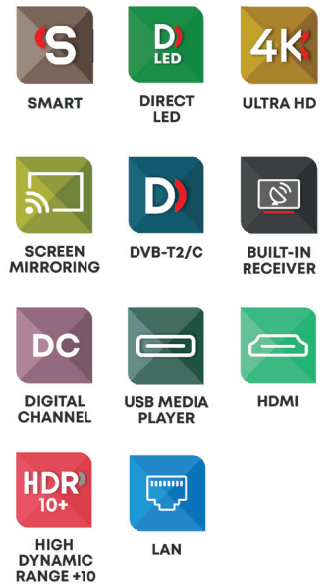 S
D
LED
4K
SMART
DIRECT
LED
ULTRA HD
D
SCREEN
MIRRORING
DVB-T2/C
BUILT-IN
RECEIVER
DC
DIGITAL
CHANNEL
USB MEDIA
PLAYER
HDMI
HDR
10+
HIGH
DYNAMIC
RANGE +10
LAN